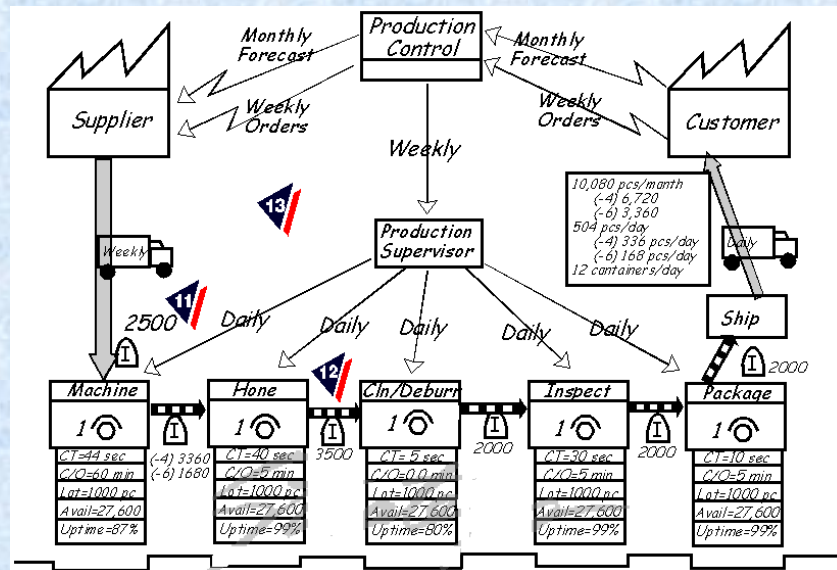 Production
Control
Monthly
Forecast
Monthly
Forecast
Weekly
Orders
Weekly
Orders
Supplier
Customer
Weekly
10,080 pcs/month
(-4) 6,720
(-6) 3,360
504 pcs/day
(-4) 336 pcs/day
(-6) 168 pcs/day
12 containers/day
13
Production
Supervisor
Weekly
Daily
11
2500
Daily
Daily
Daily
Daily
Daily
Ship
I
12
I
2000
Machine
Hone
Cln/Deburr
Inspect
Package
1
I
1
I
1
I
1
I
1
(-4) 3360
(-6) 1680
3500
2000
2000
CT=44 sec
C/O=60 min
Lot=1000 pc
Avail=27,600
Uptime=87%
CT=40 sec
C/O=5 min
Lot=1000 pc
Avail=27,600
Uptime=99%
CT= 5 sec
C/O=0.0 min
Lot=1000 pc
Avail=27,600
Uptime=80%
CT=30 sec
C/O=5 min
Lot=1000 pc
Avail=27,600
Uptime=99%
CT=10 sec
C/O=5 min
Lot=1000 pc
Avail=27,600
Uptime=99%